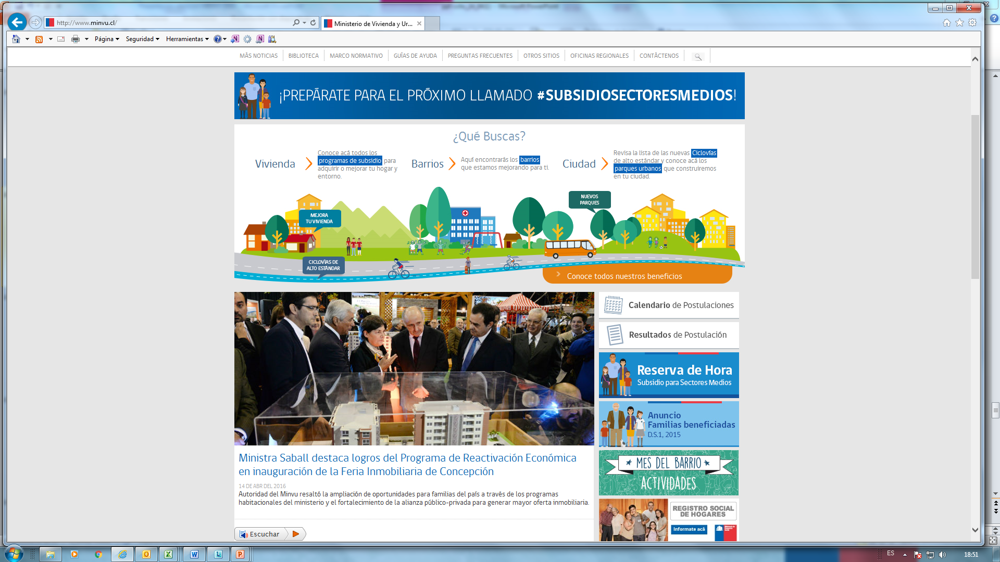 http://www.minvu.cl/
Ministerio de Vivienda y Ur...
Página
Seguridad
Herramientas
MÁS NOTICIAS
BIBLIOTECA
MARCO NORMATIVO
GUÍAS DE AYUDA
PREGUNTAS FRECUENTES
OTROS SITIOS
OFICINAS REGIONALES
CONTÁCTENOS
¡PREPÁRATE PARA EL PRÓXIMO LLAMADO #SUBSIDIOSECTORESMEDIOS!
¿Qué Buscas?
Vivienda
Conoce acá todos los
programas de subsidio para
adquirir o mejorar tu hogar y
entorno.
Barrios
Aquí encontrarás los barrios
que estamos mejorando para ti.
Ciudad
Revisa la lista de las nuevas Ciclovías
de alto estándar y conoce acá los
parques urbanos que construiremos
en tu ciudad.
NUEVOS
PARQUES
MEJORA
TU VIVIENDA
CICLOVÍAS DE
ALTO ESTÁNDAR
Conoce todos nuestros beneficios
Calendario de Postulaciones
Resultados de Postulación
Reserva de Hora
Subsidio para Sectores Medios
Anuncio
Familias beneficiadas
D.S.1, 2015
MES DEL BARRIO
ACTIVIDADES
REGISTRO SOCIAL
DE HOGARES
Informate acá
Ministra Saball destaca logros del Programa de Reactivación Económica
en inauguración de la Feria Inmobiliaria de Concepción
14 DE ABR DEL 2016
Autoridad del Minvu resaltó la ampliación de oportunidades para familias del país a través de los programas
habitacionales del ministerio y el fortalecimiento de la alianza público-privada para generar mayor oferta inmobiliaria.
Escuchar
ES
18:51